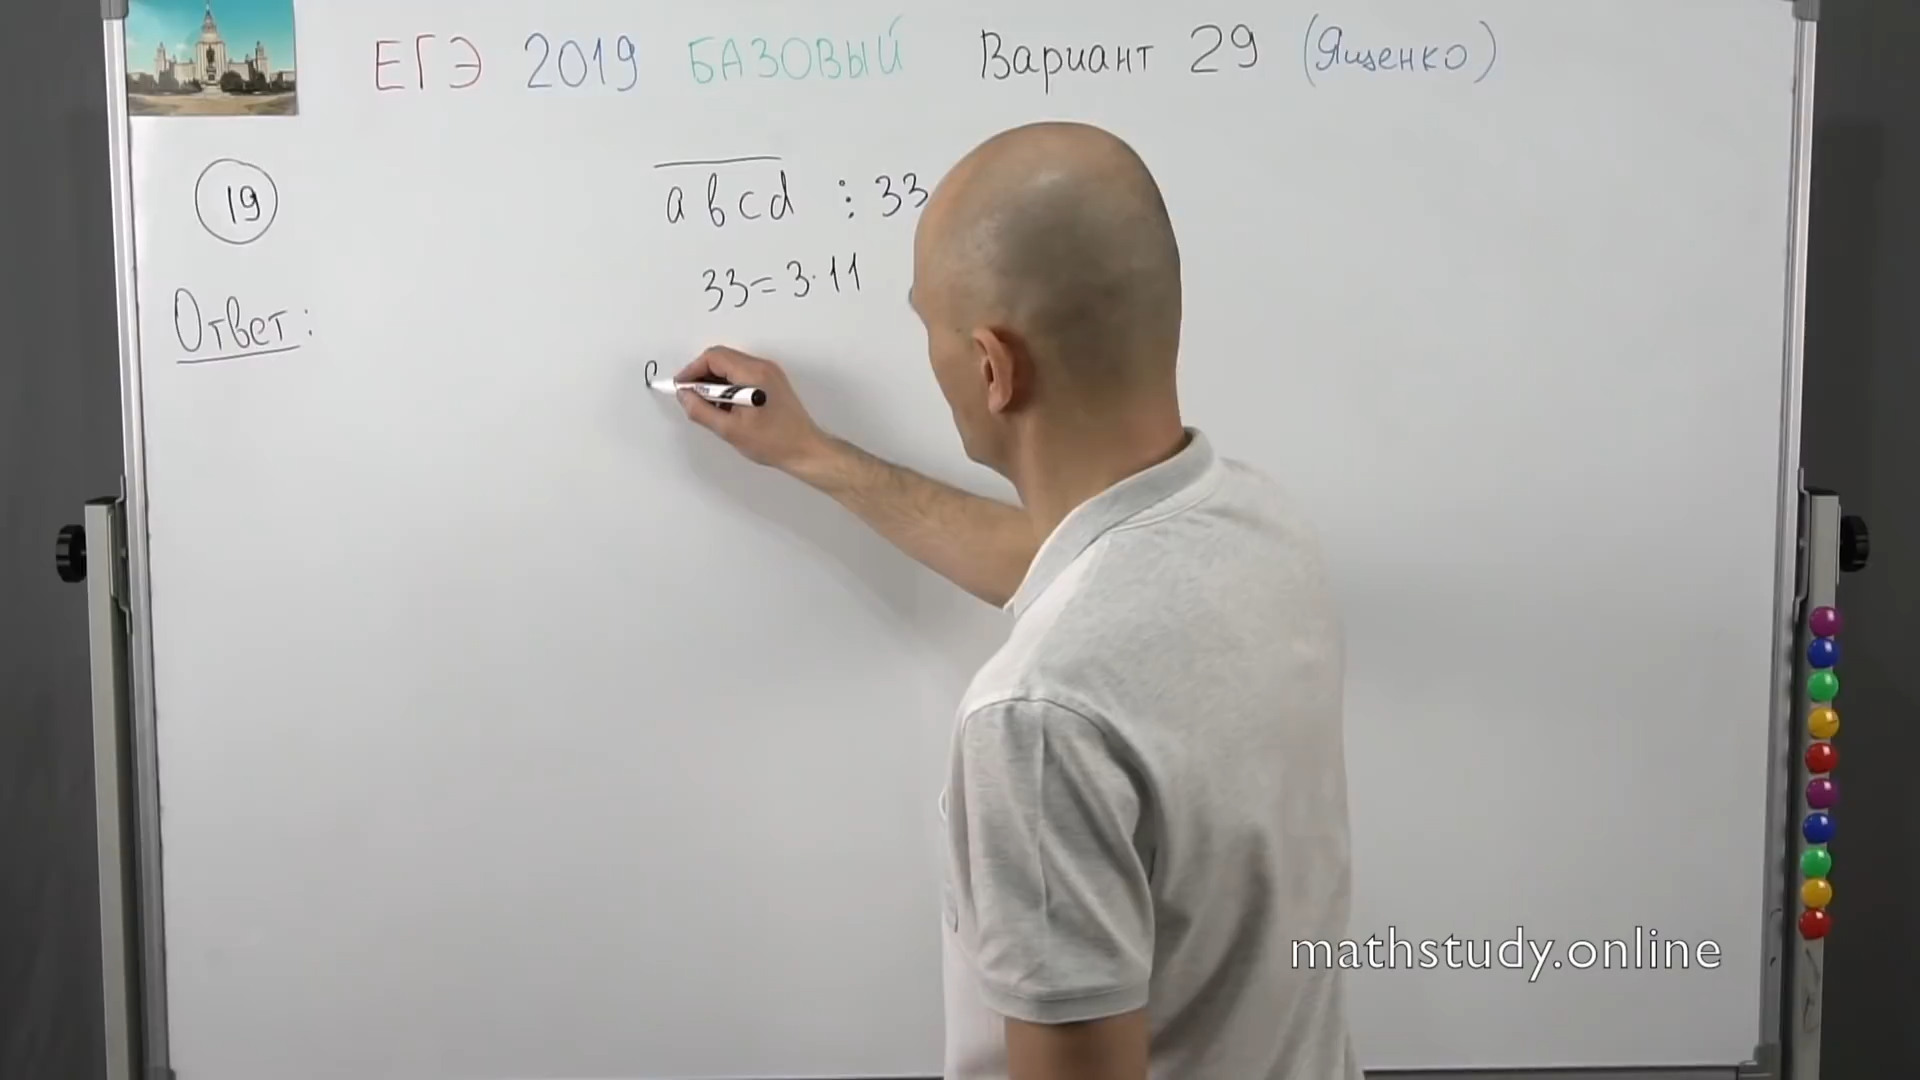 ЕГЭ 2019 БАЗОВЫЙ Вариант 29 (Ященко)
19
abcd ⋮ 33
33=3·11
Ответ:
mathstudy.online